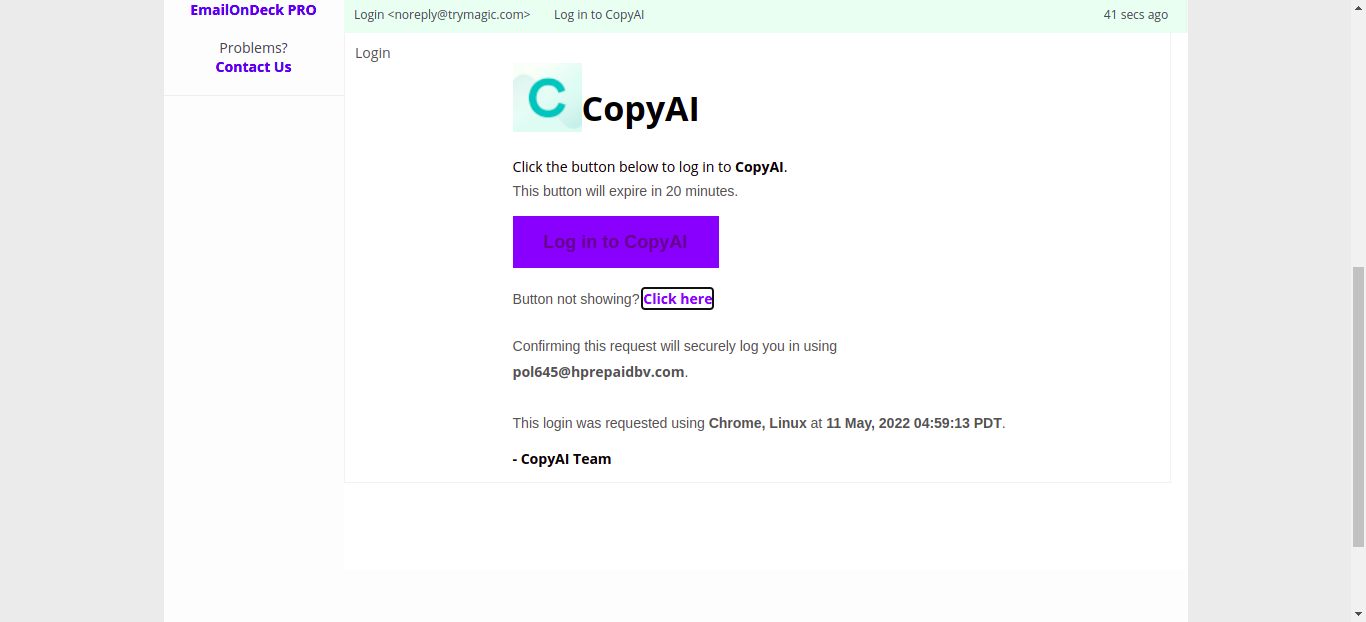 EmailOnDeck PRO
Problems?
Contact Us
Login <noreply@trymagic.com> Log in to CopyAI 41 secs ago
Login
C CopyAI
Click the button below to log in to CopyAI.
This button will expire in 20 minutes.
Log in to CopyAI
Button not showing? Click here
Confirming this request will securely log you in using
pol645@hprepaidbv.com.
This login was requested using Chrome, Linux at 11 May, 2022 04:59:13 PDT.
- CopyAI Team